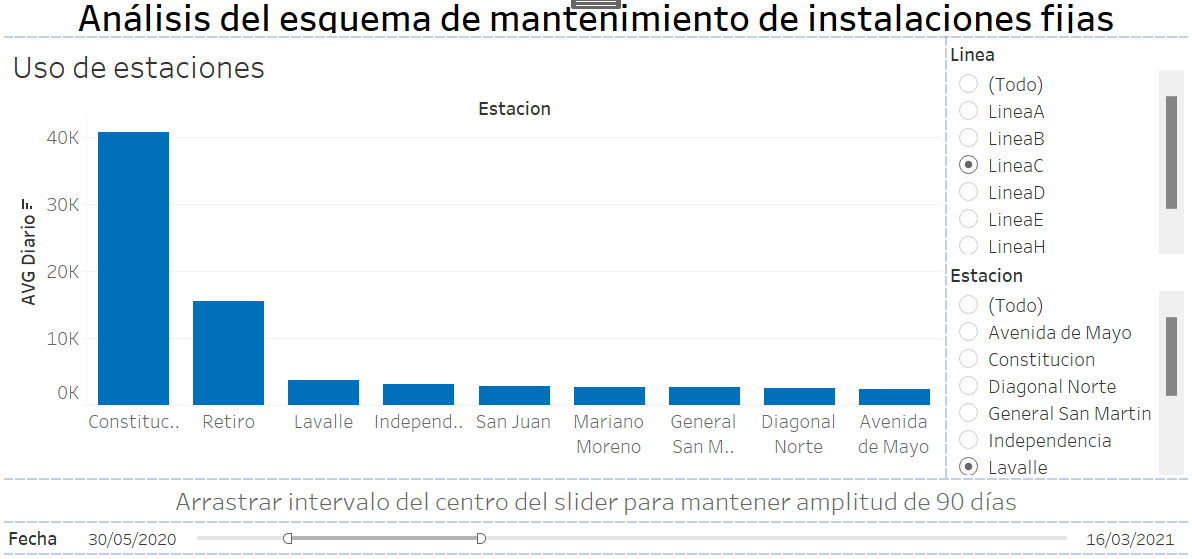 Análisis del esquema de mantenimiento de instalaciones fijas
Uso de estaciones
Estacion
AVG Diario
40K
30K
20K
10K
0K
Constituc..
Retiro
Lavalle
Independ..
San Juan
Mariano
Moreno
General
San M..
Diagonal
Norte
Avenida
de Mayo
Linea
(Todo)
LineaA
LineaB
LineaC
LineaD
LineaE
LineaH
Estacion
(Todo)
Avenida de Mayo
Constitucion
Diagonal Norte
General San Martin
Independencia
Lavalle
Arrastrar intervalo del centro del slider para mantener amplitud de 90 días
Fecha 30/05/2020 16/03/2021